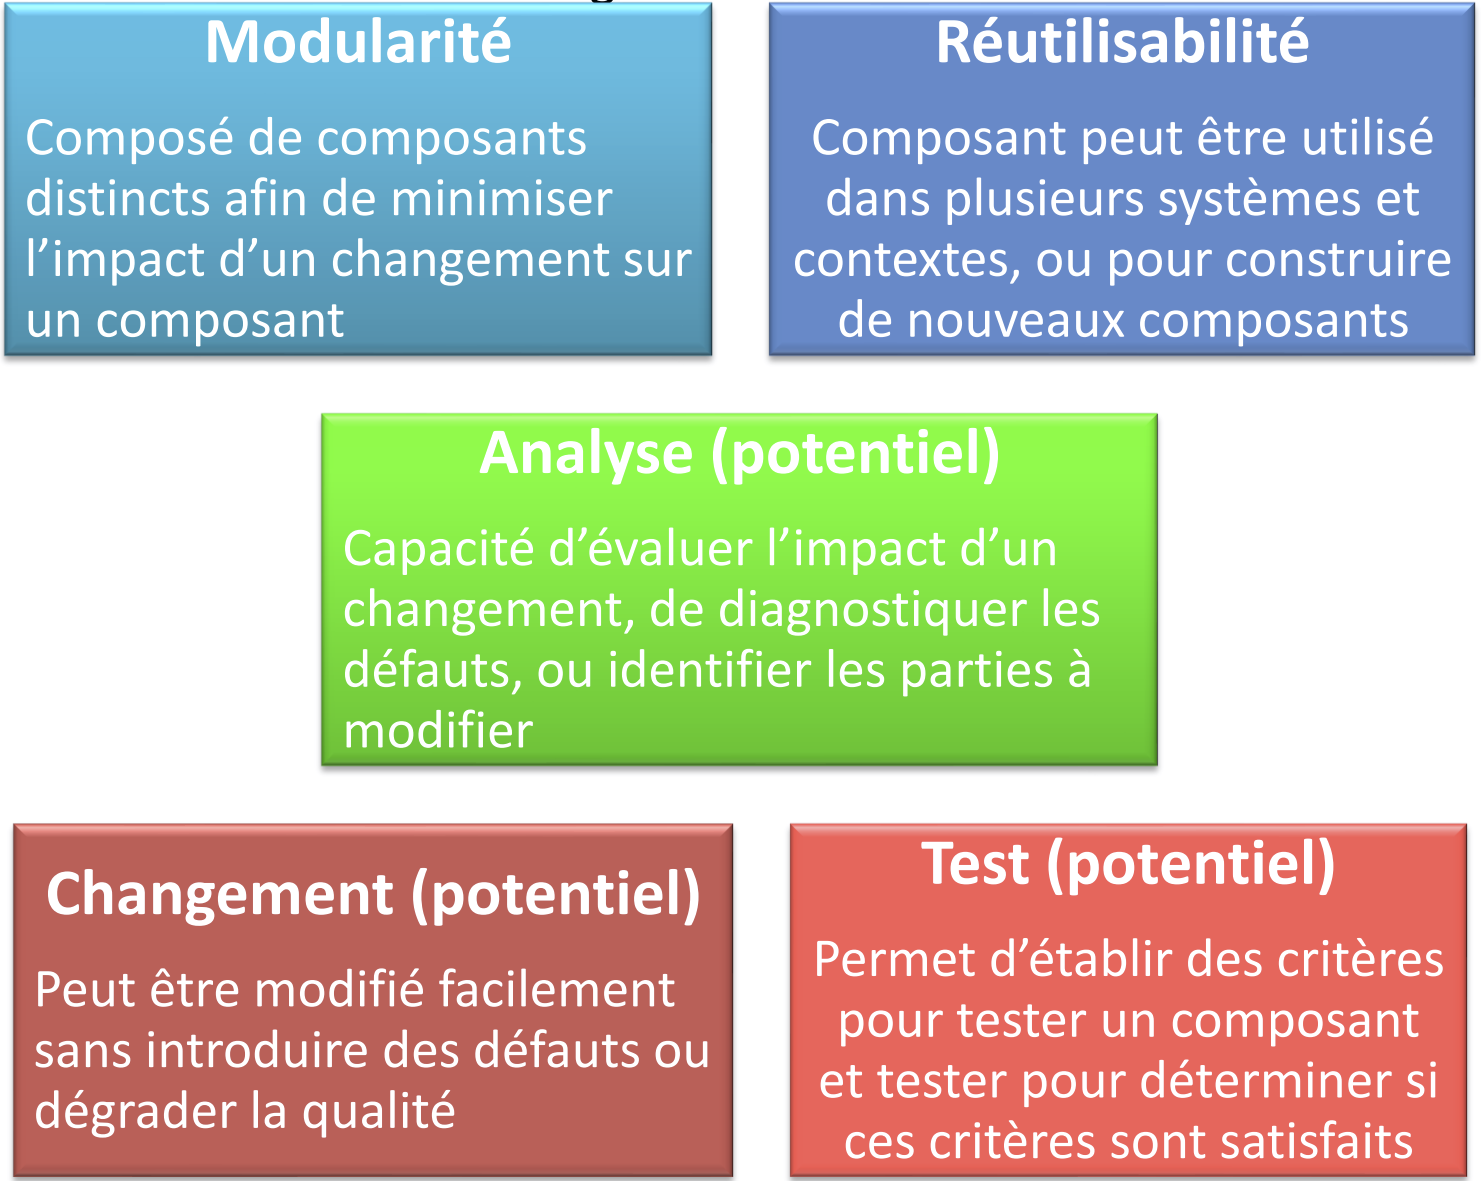 Modularité
Composé de composants
distincts afin de minimiser
l’impact d’un changement sur
un composant
Réutilisabilité
Composant peut être utilisé
dans plusieurs systèmes et
contextes, ou pour construire
de nouveaux composants
Analyse (potentiel)
Capacité d’évaluer l’impact d’un
changement, de diagnostiquer les
défauts, ou identifier les parties à
modifier
Changement (potentiel)
Peut être modifié facilement
sans introduire des défauts ou
dégrader la qualité
Test (potentiel)
Permet d’établir des critères
pour tester un composant
et tester pour déterminer si
ces critères sont satisfaits